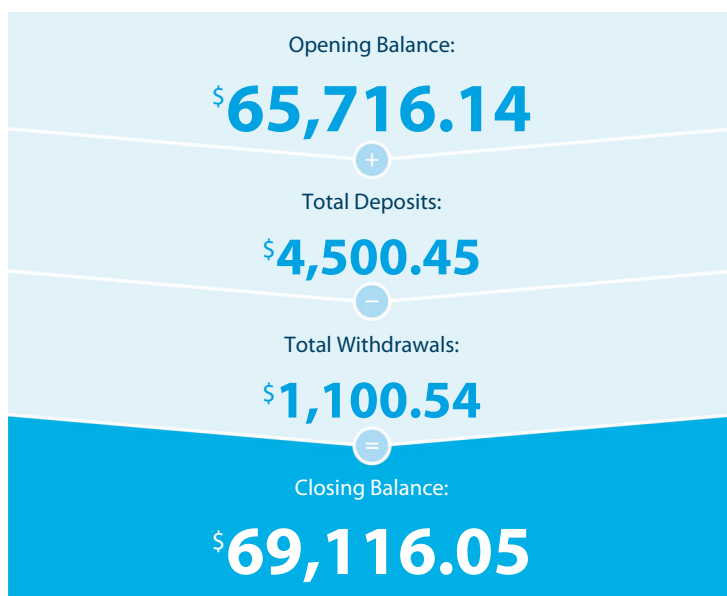 Opening Balance:
$65,716.14
+
Total Deposits:
$4,500.45
−
Total Withdrawals:
$1,100.54
=
Closing Balance:
$69,116.05